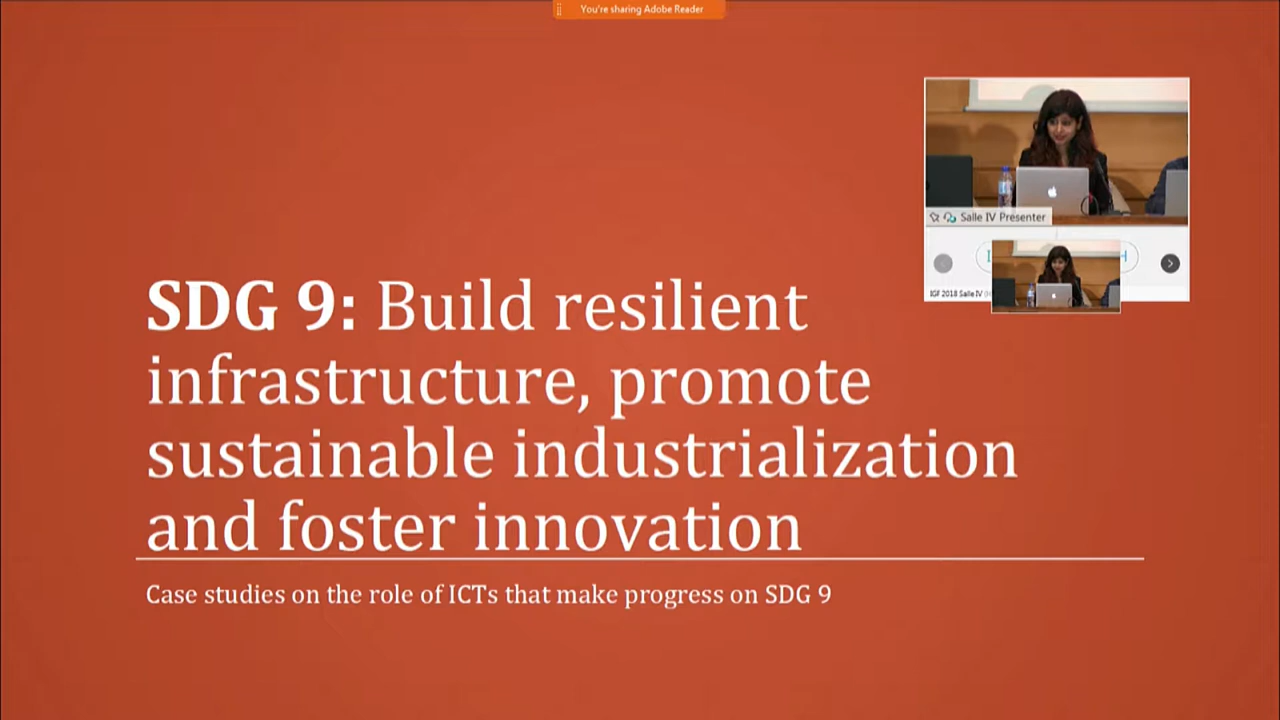 You're sharing Adobe Reader
Salle IV Presenter
IGF 2018 Salle IV
SDG 9: Build resilient
infrastructure, promote
sustainable industrialization
and foster innovation
Case studies on the role of ICTs that make progress on SDG 9